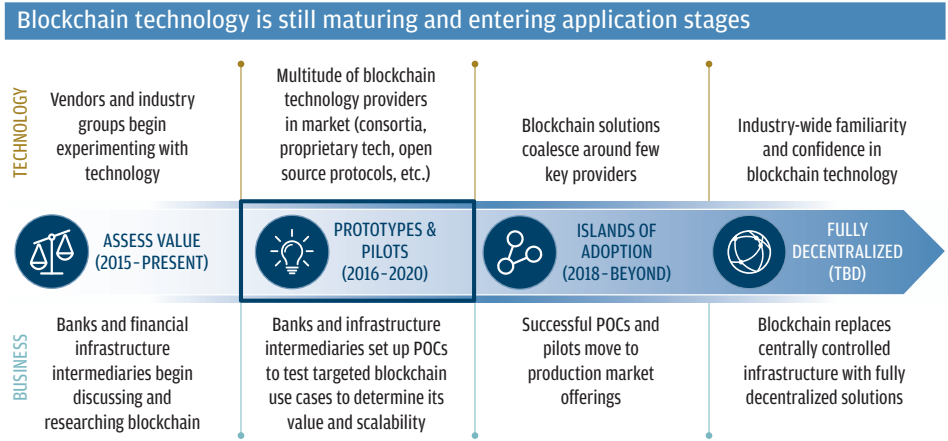 Blockchain technology is still maturing and entering application stages
TECHNOLOGY
Vendors and industry
groups begin
experimenting with
technology
Multitude of blockchain
technology providers
in market (consortia,
proprietary tech, open
source protocols, etc.)
Blockchain solutions
coalesce around few
key providers
Industry-wide familiarity
and confidence in
blockchain technology
ASSESS VALUE
(2015–PRESENT)
PROTOTYPES &
PILOTS
(2016–2020)
ISLANDS OF
ADOPTION
(2018–BEYOND)
FULLY
DECENTRALIZED
(TBD)
BUSINESS
Banks and financial
infrastructure
intermediaries begin
discussing and
researching blockchain
Banks and infrastructure
intermediaries set up POCs
to test targeted blockchain
use cases to determine its
value and scalability
Successful POCs and
pilots move to
production market
offerings
Blockchain replaces
centrally controlled
infrastructure with fully
decentralized solutions